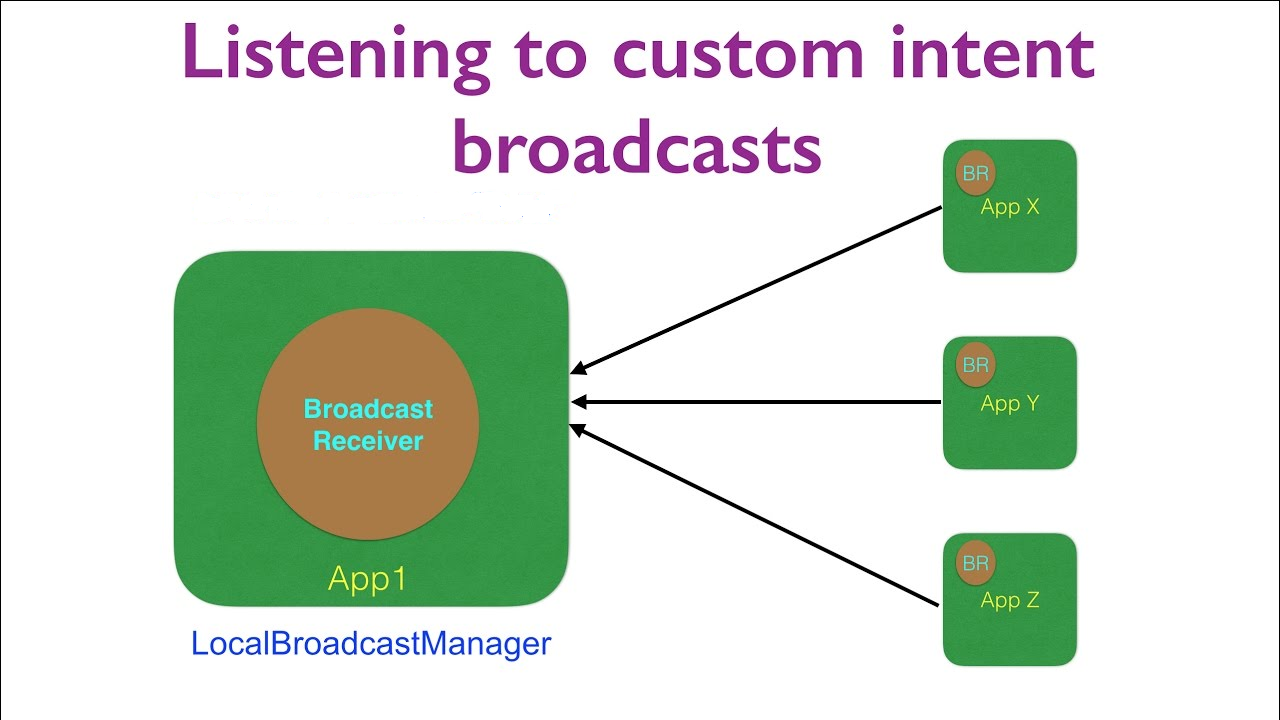 Listening to custom intent
broadcasts
BR
App X
Broadcast
Receiver
App1
LocalBroadcastManager
BR
App Y
BR
App Z